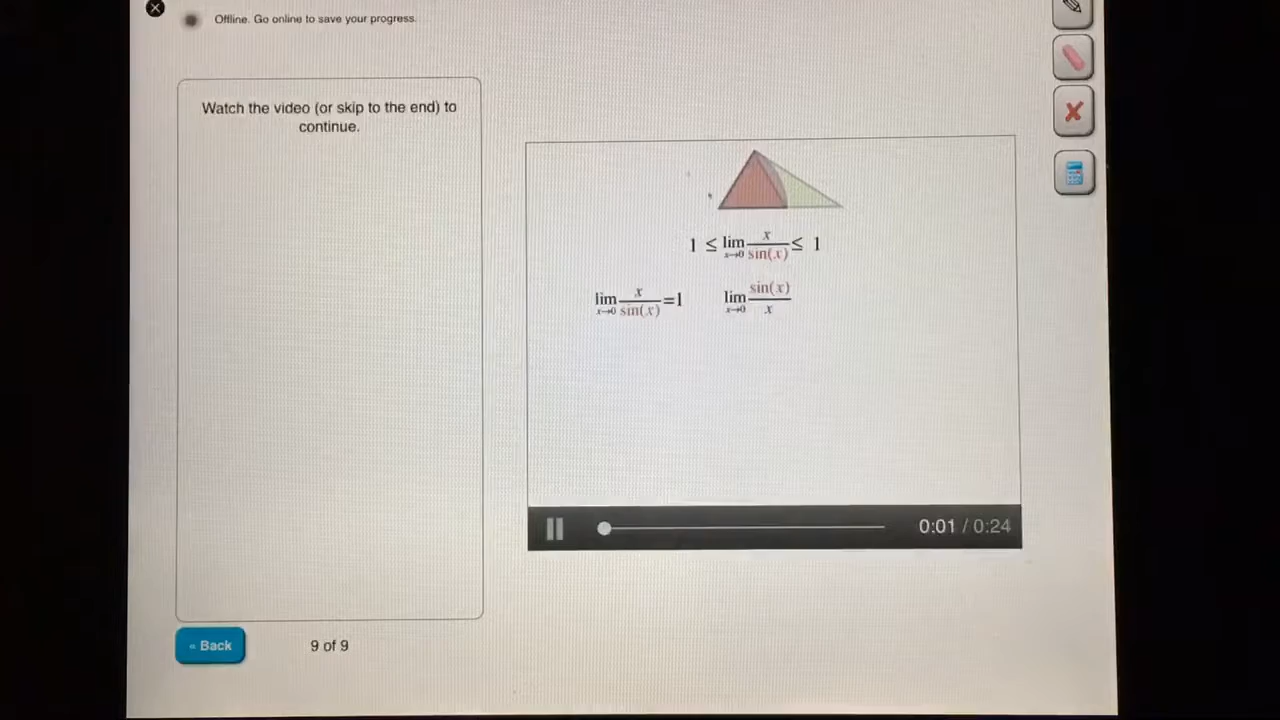 Offline. Go online to save your progress.
Watch the video (or skip to the end) to
continue.
1 ≤ lim x→0 x/sin(x) ≤ 1
lim x→0 x/sin(x) =1 lim x→0 sin(x)/x
0:01 / 0:24
« Back
9 of 9